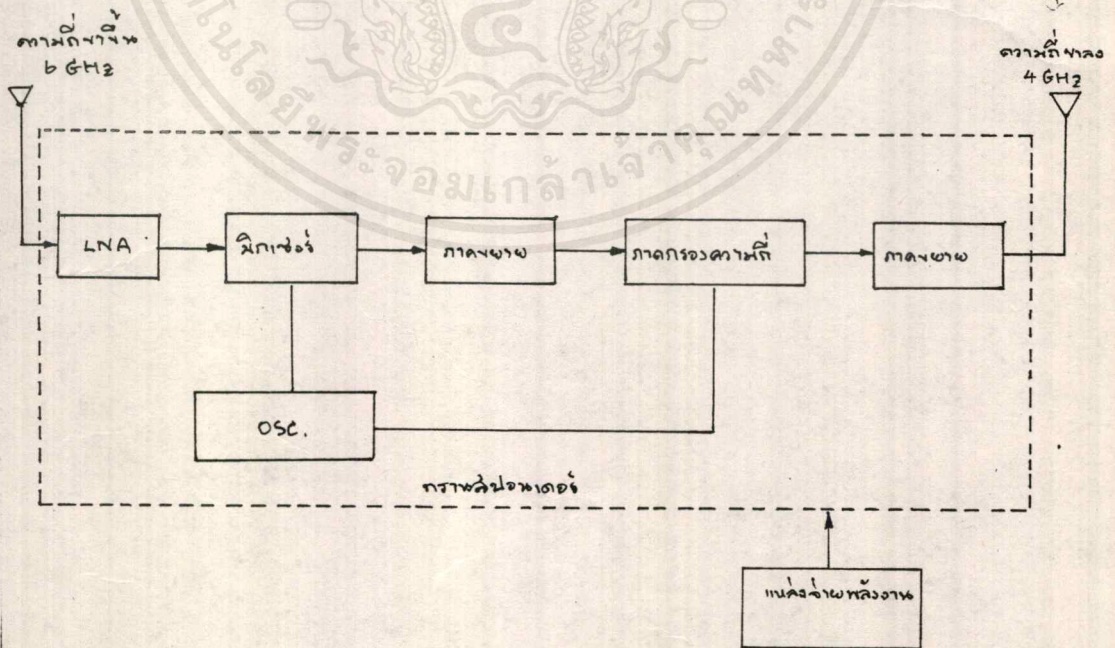 ความถี่ขาขึ้น
6 GHz
ความถี่ขาลง
4 GHz
LNA
มิกเซอร์
ภาคขยาย
ภาคกรองความถี่
ภาคขยาย
OSC.
ทรานส์ปอนเดอร์
แหล่งจ่ายพลังงาน